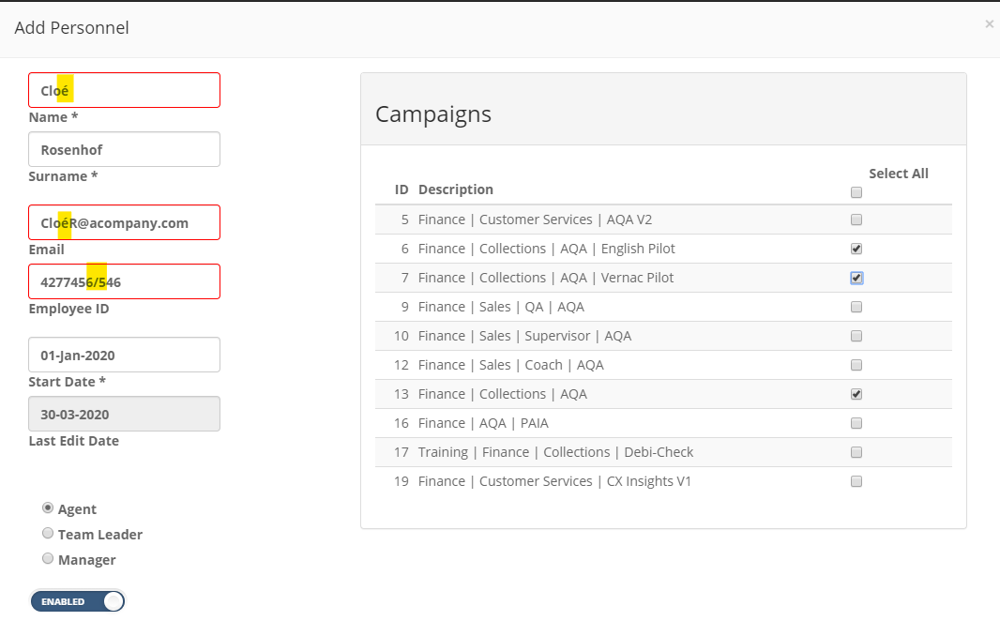 Add Personnel
×
Cloé
Name *
Rosenhof
Surname *
CloéR@acompany.com
Email
4277456/546
Employee ID
01-Jan-2020
Start Date *
30-03-2020
Last Edit Date
Agent
Team Leader
Manager
ENABLED
Campaigns
Select All
ID Description
5 Finance | Customer Services | AQA V2
6 Finance | Collections | AQA | English Pilot
7 Finance | Collections | AQA | Vernac Pilot
9 Finance | Sales | QA | AQA
10 Finance | Sales | Supervisor | AQA
12 Finance | Sales | Coach | AQA
13 Finance | Collections | AQA
16 Finance | AQA | PAIA
17 Training | Finance | Collections | Debi-Check
19 Finance | Customer Services | CX Insights V1